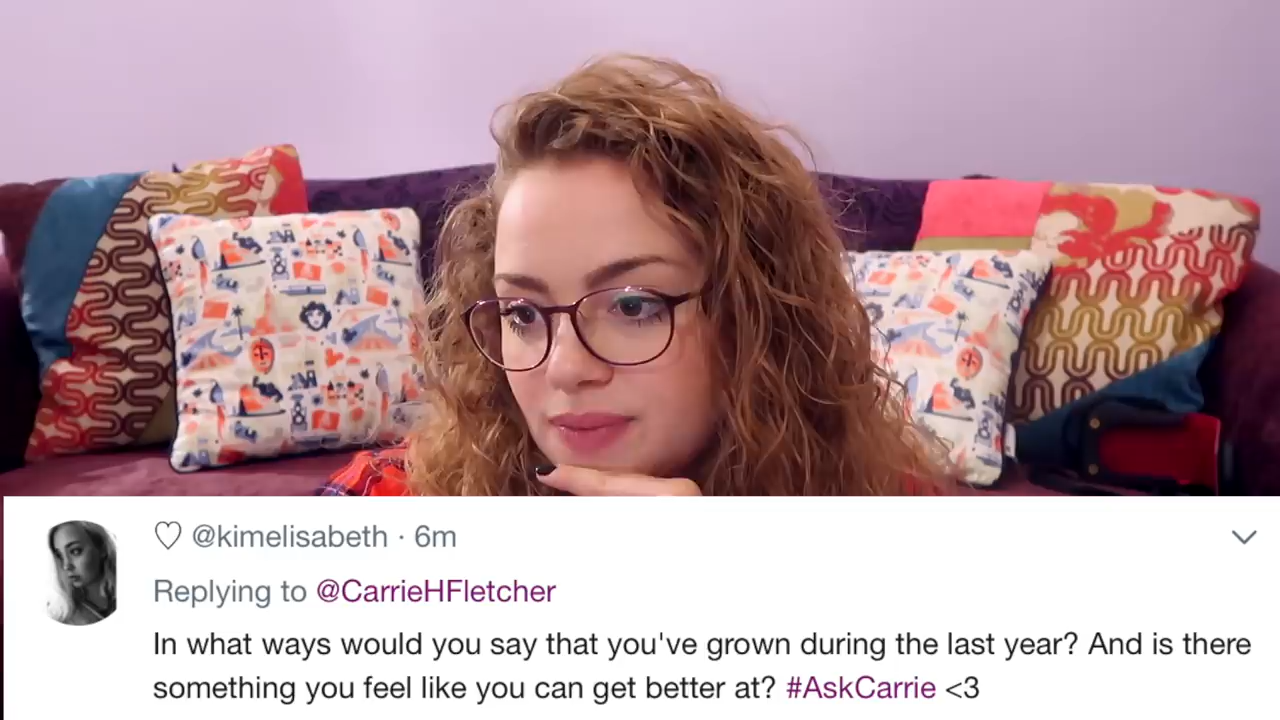 ♡ @kimelisabeth · 6m
Replying to @CarrieHFletcher
In what ways would you say that you've grown during the last year? And is there
something you feel like you can get better at? #AskCarrie <3